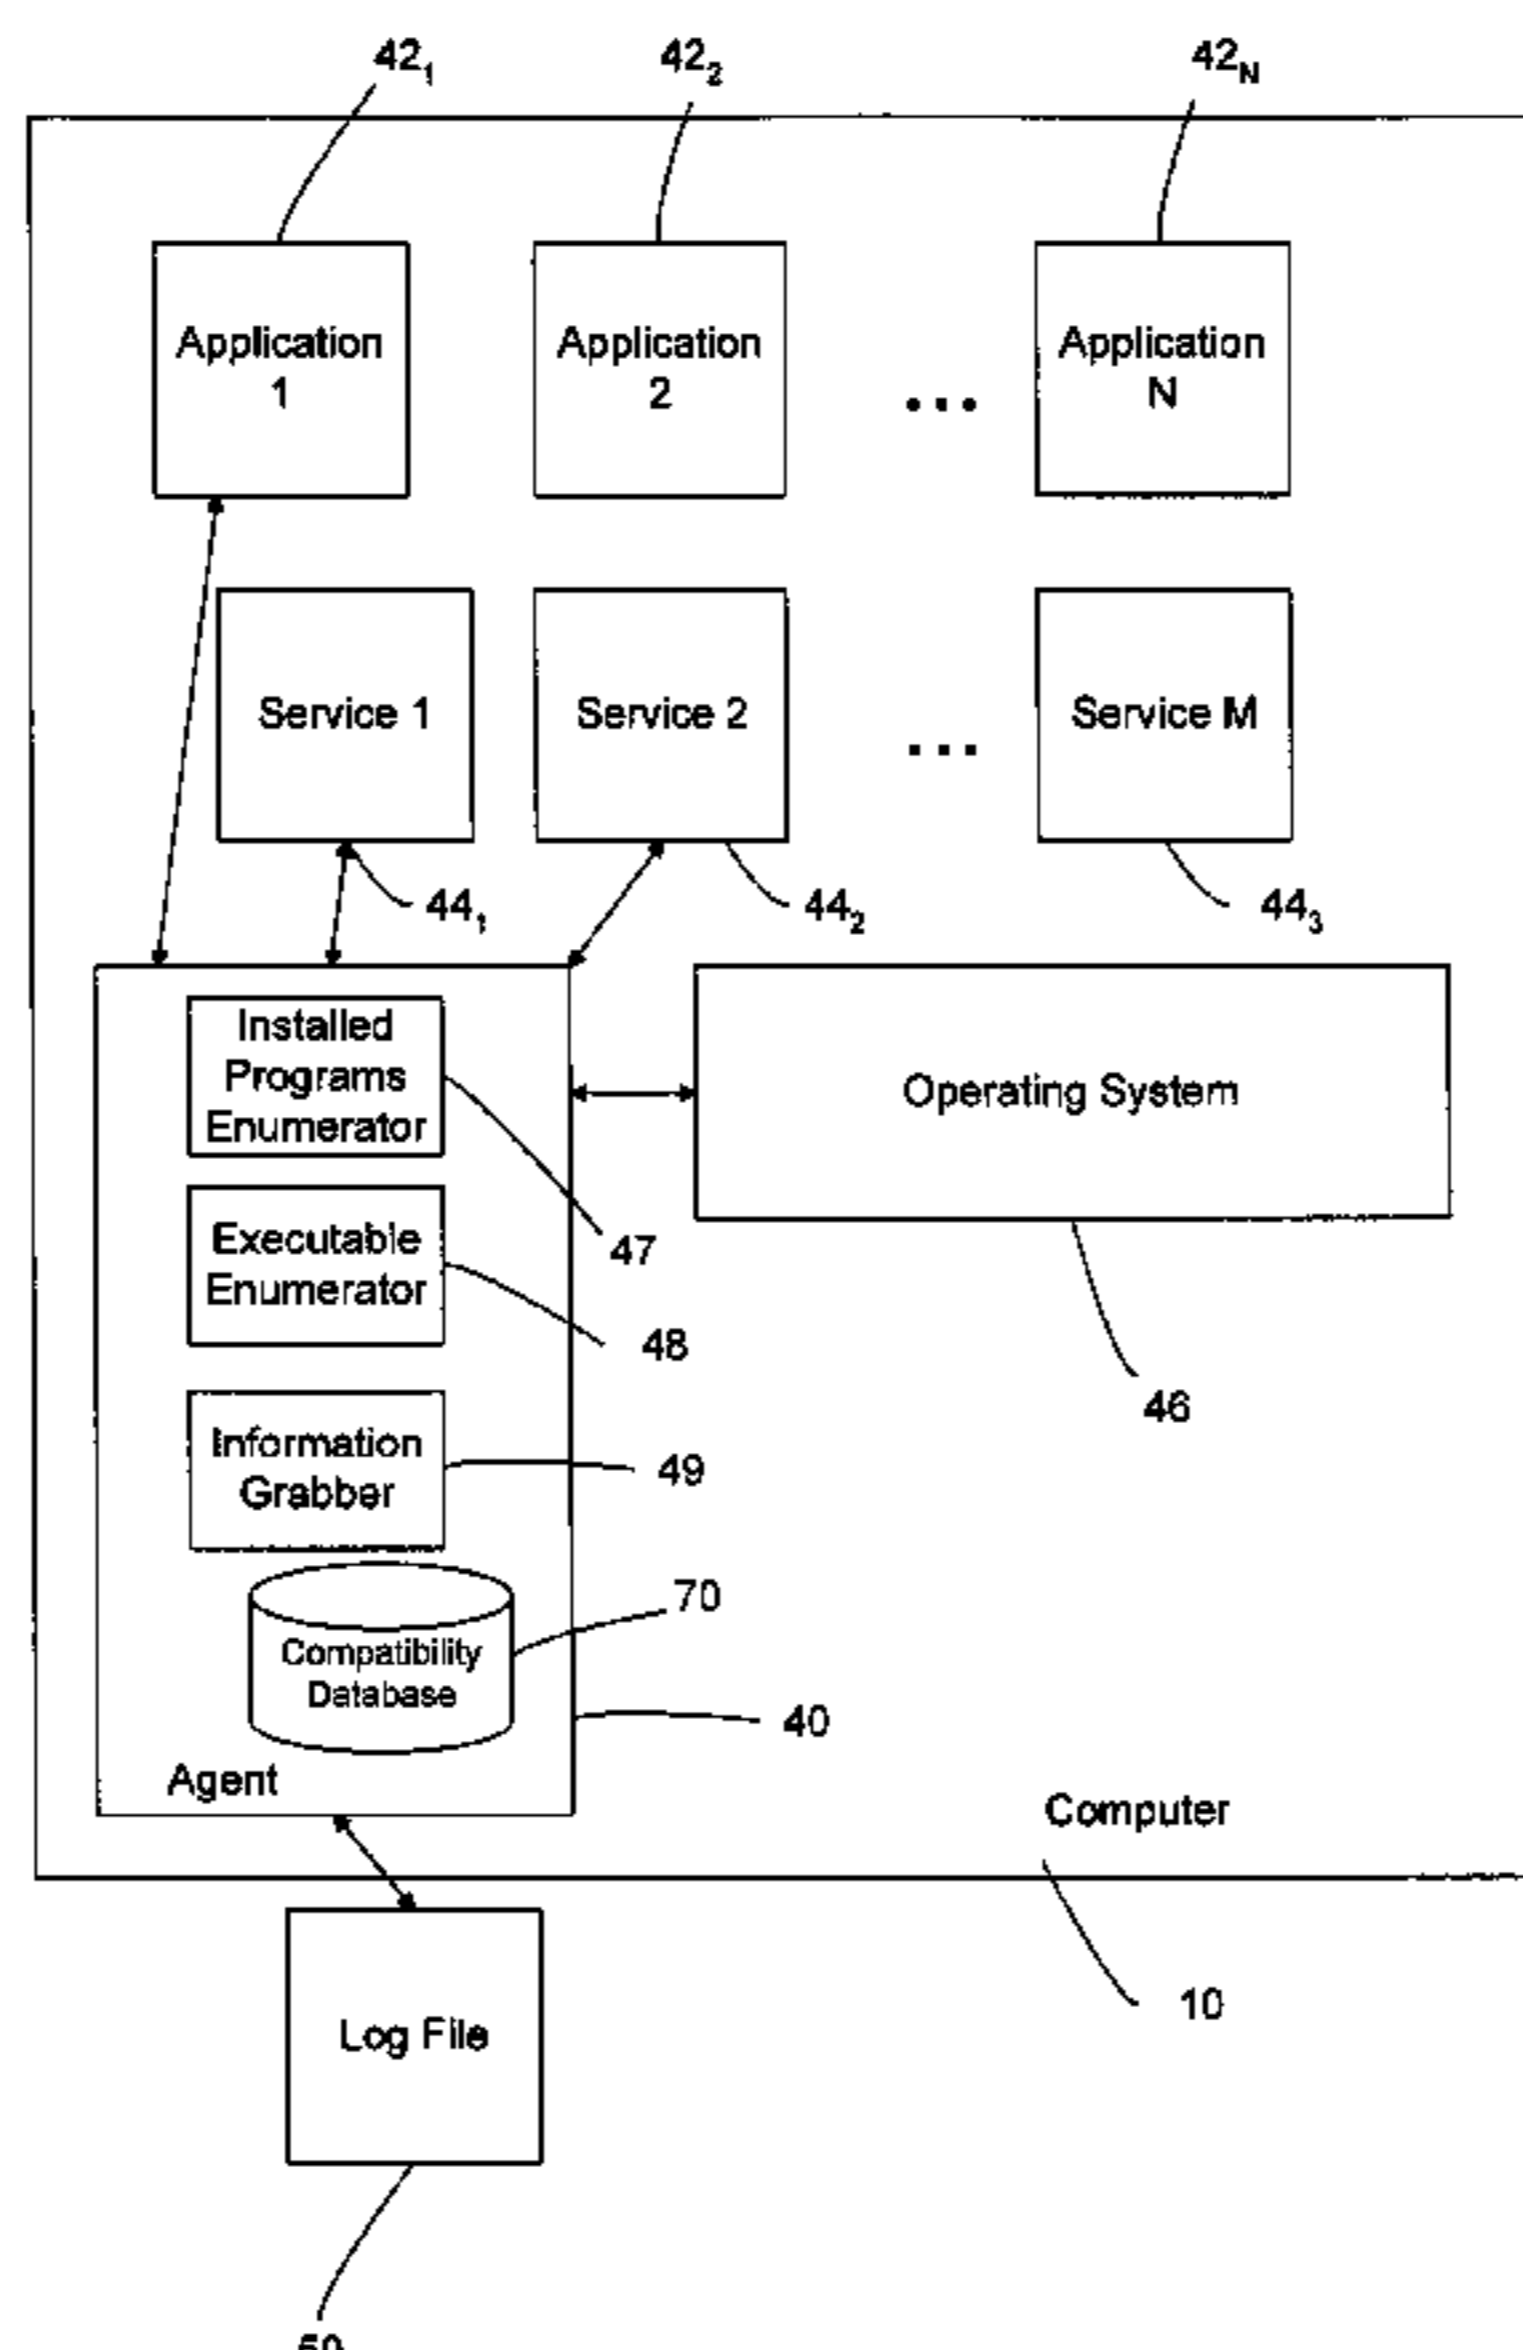 42₁
42₂
42N
Application
1
Application
2
...
Application
N
Service 1
Service 2
...
Service M
44₁
44₂
44₃
Installed
Programs
Enumerator
Operating System
47
Executable
Enumerator
48
46
Information
Grabber
49
70
Compatibility
Database
40
Agent
Computer
10
Log File